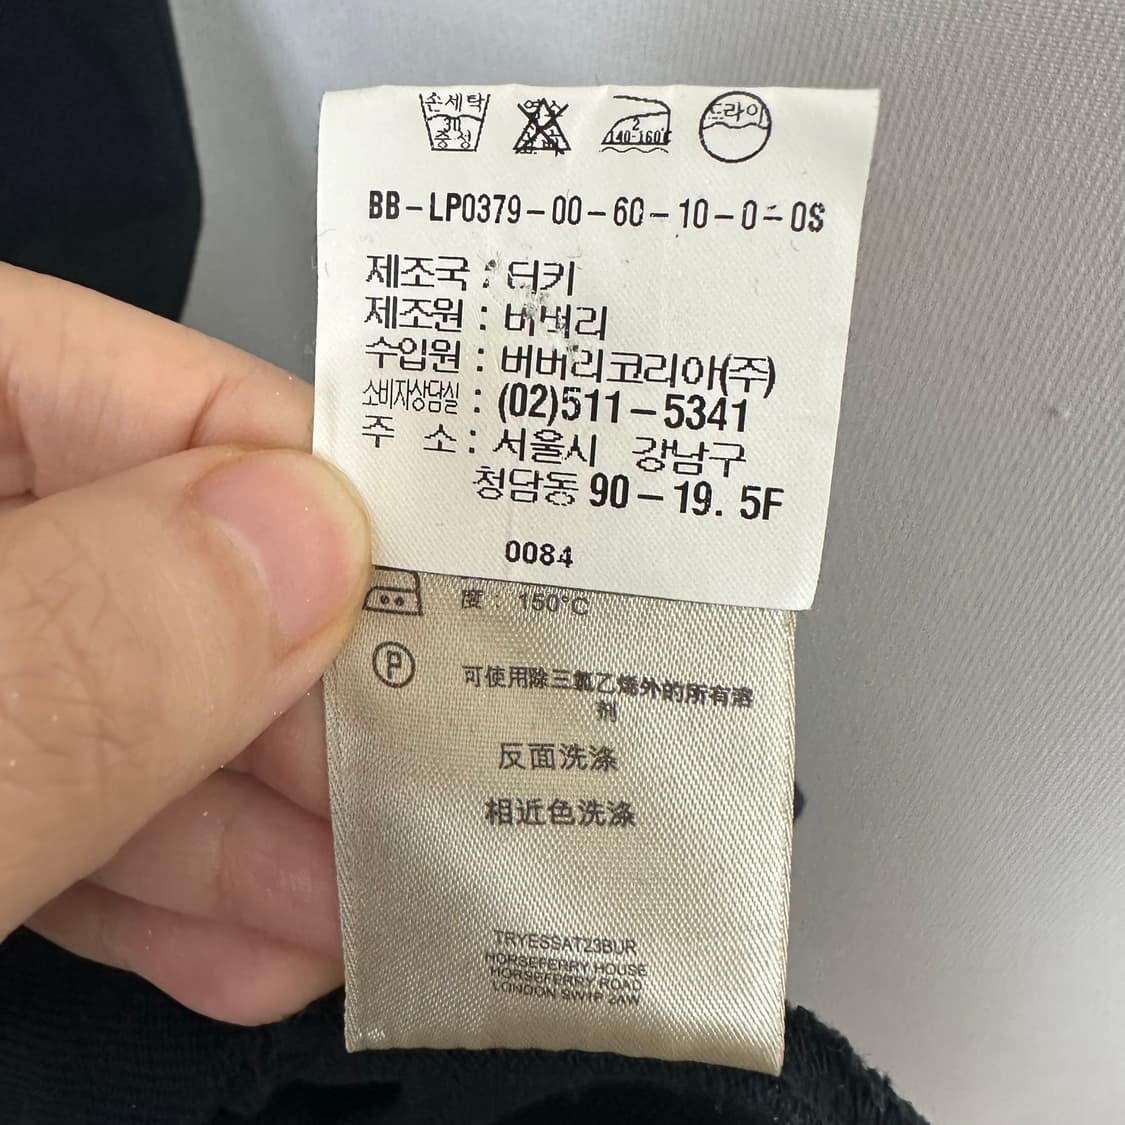 손세탁
30
중성
2
140-160℃
드라이
BB-LP0379-00-60-10-0-0S
제조국 : 터키
제조원 : 버버리
수입원 : 버버리코리아(주)
소비자상담실 : (02)511-5341
주 소 : 서울시 강남구
청담동 90-19. 5F
0084
度： 150°C
P
可使用除三氯乙烯外的所有溶
剂
反面洗涤
相近色洗涤
TRYESSAT23BUR
HORSEFERRY HOUSE
HORSEFERRY ROAD
LONDON SW1P 2AW